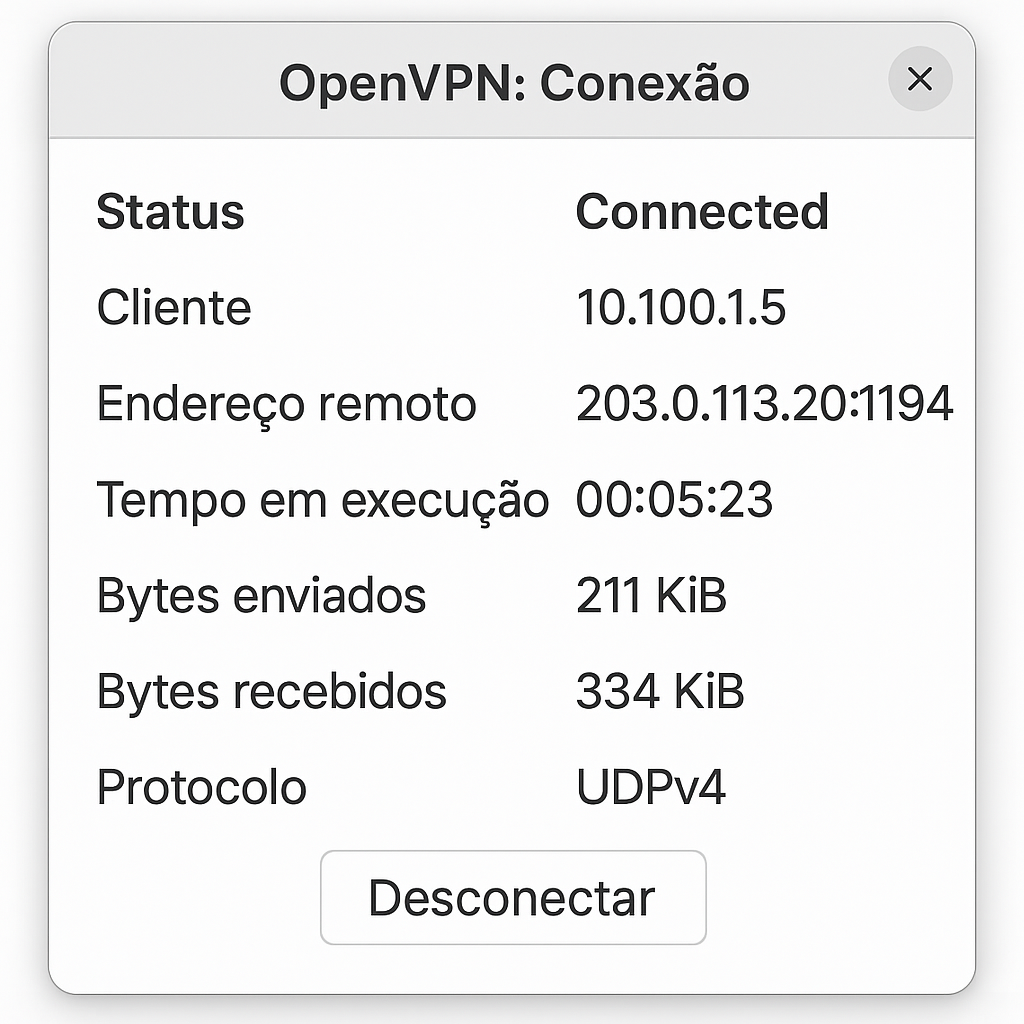 OpenVPN: Conexão
Status Connected
Cliente 10.100.1.5
Endereço remoto 203.0.113.20:1194
Tempo em execução 00:05:23
Bytes enviados 211 KiB
Bytes recebidos 334 KiB
Protocolo UDPv4
Desconectar